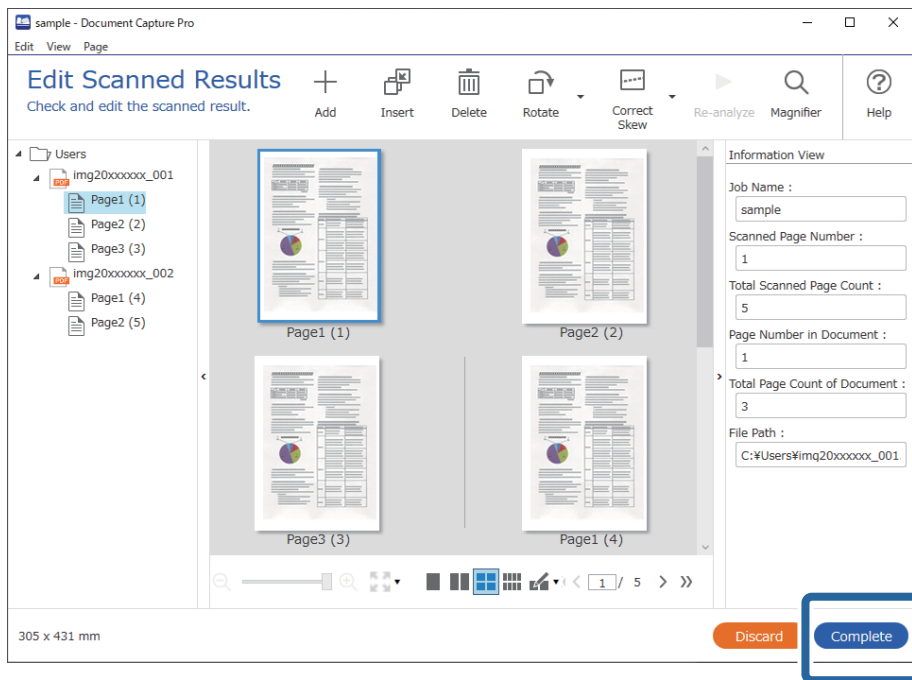 sample - Document Capture Pro
Edit View Page
Edit Scanned Results
Check and edit the scanned result.
Add
Insert
Delete
Rotate
Correct
Skew
Re-analyze
Magnifier
Help
Users
PDF
img20xxxxxx_001
Page1 (1)
Page2 (2)
Page3 (3)
PDF
img20xxxxxx_002
Page1 (4)
Page2 (5)
Page1 (1)
Page2 (2)
Page3 (3)
Page1 (4)
Information View
Job Name :
sample
Scanned Page Number :
1
Total Scanned Page Count :
5
Page Number in Document :
1
Total Page Count of Document :
3
File Path :
C:¥Users¥img20xxxxxx_001
1 / 5
305 x 431 mm
Discard
Complete